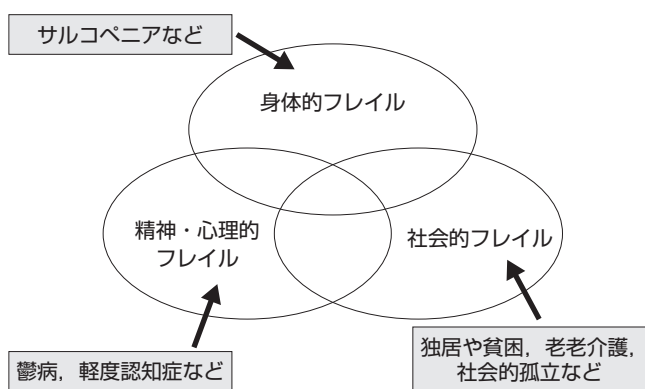 サルコペニアなど
身体的フレイル
精神・心理的
フレイル
社会的フレイル
鬱病，軽度認知症など
独居や貧困，老老介護，
社会的孤立など